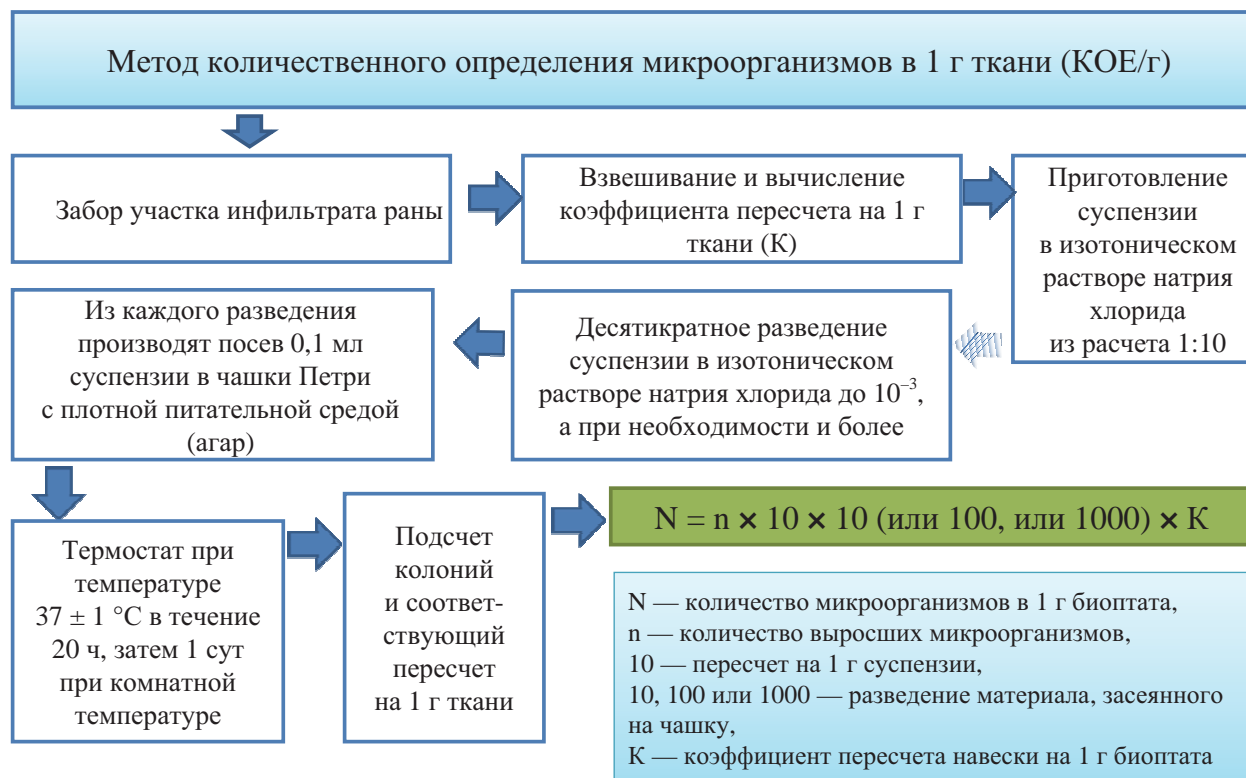 Метод количественного определения микроорганизмов в 1 г ткани (КОЕ/г)
Забор участка инфильтрата раны
Взвешивание и вычисление
коэффициента пересчета на 1 г
ткани (К)
Приготовление
суспензии
в изотоническом
растворе натрия
хлорида
из расчета 1:10
Десятикратное разведение
суспензии в изотоническом
растворе натрия хлорида до 10⁻³,
а при необходимости и более
Из каждого разведения
производят посев 0,1 мл
суспензии в чашки Петри
с плотной питательной средой
(агар)
Термостат при
температуре
37 ± 1 °С в течение
20 ч, затем 1 сут
при комнатной
температуре
Подсчет
колоний
и соответ-
ствующий
пересчет
на 1 г ткани
N = n × 10 × 10 (или 100, или 1000) × К
N — количество микроорганизмов в 1 г биоптата,
n — количество выросших микроорганизмов,
10 — пересчет на 1 г суспензии,
10, 100 или 1000 — разведение материала, засеянного
на чашку,
К — коэффициент пересчета навески на 1 г биоптата